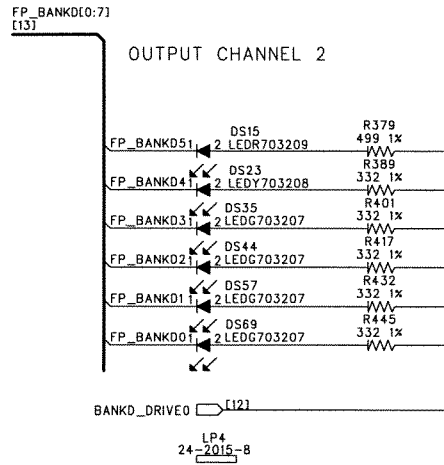 FP_BANKD[0:7]
[13]
OUTPUT CHANNEL 2
DS15 R379
FP_BANKD5 1 2 LEDR703209 499 1%
DS23 R389
FP_BANKD4 1 2 LEDY703208 332 1%
DS35 R401
FP_BANKD3 1 2 LEDG703207 332 1%
DS44 R417
FP_BANKD2 1 2 LEDG703207 332 1%
DS57 R432
FP_BANKD1 1 2 LEDG703207 332 1%
DS69 R445
FP_BANKD0 1 2 LEDG703207 332 1%
BANKD_DRIVE0 [12]
LP4
24-2015-8